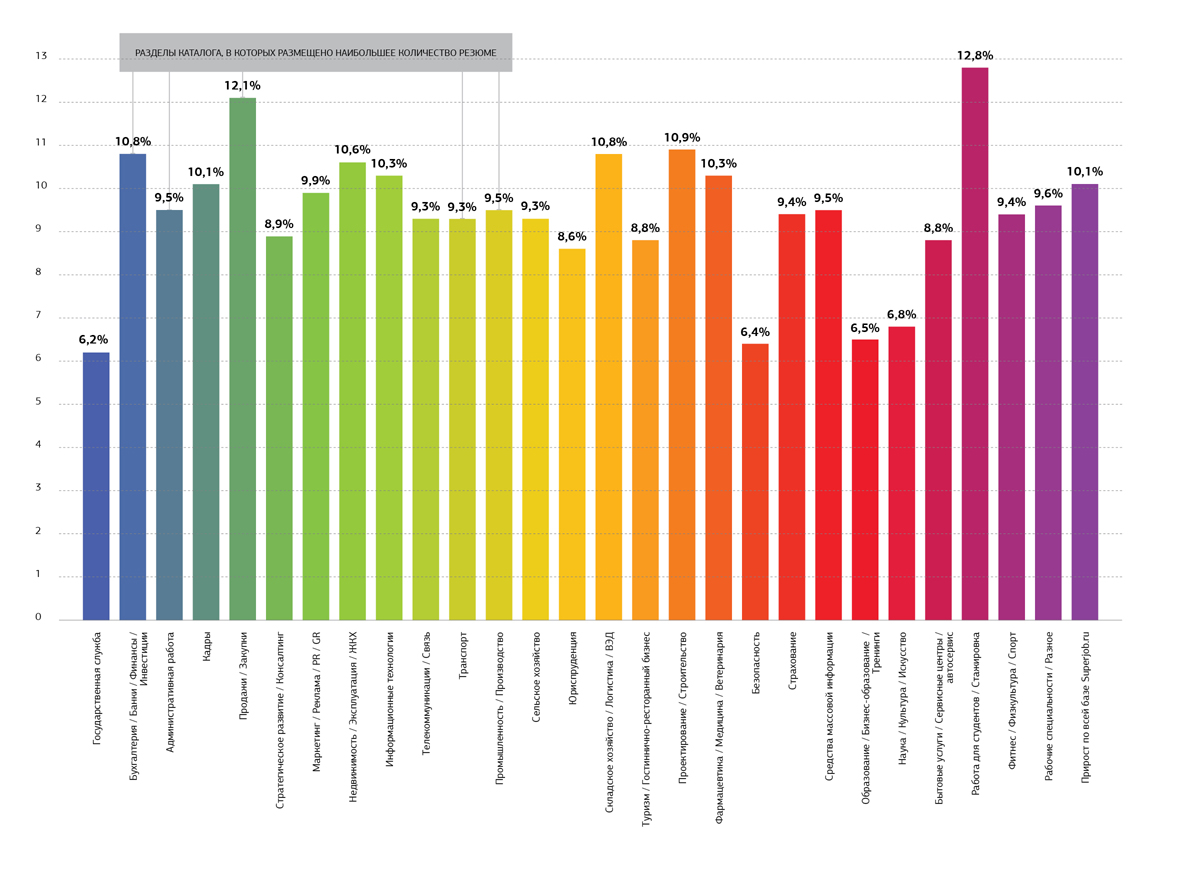 РАЗДЕЛЫ КАТАЛОГА, В КОТОРЫХ РАЗМЕЩЕНО НАИБОЛЬШЕЕ КОЛИЧЕСТВО РЕЗЮМЕ
13
12
11
10
9
8
7
6
5
4
3
2
1
0
6,2%
10,8%
9,5%
10,1%
12,1%
8,9%
9,9%
10,6%
10,3%
9,3%
9,3%
9,5%
9,3%
8,6%
10,8%
8,8%
10,9%
10,3%
6,4%
9,4%
9,5%
6,5%
6,8%
8,8%
12,8%
9,4%
9,6%
10,1%
Государственная служба
Бухгалтерия / Банки / Финансы /
Инвестиции
Административная работа
Кадры
Продажи / Закупки
Стратегическое развитие / Консалтинг
Маркетинг / Реклама / PR / GR
Недвижимость / Эксплуатация / ЖКХ
Информационные технологии
Телекоммуникации / Связь
Транспорт
Промышленность / Производство
Сельское хозяйство
Юриспруденция
Складское хозяйство / Логистика / ВЭД
Туризм / Гостинично-ресторанный бизнес
Проектирование / Строительство
Фармацевтика / Медицина / Ветеринария
Безопасность
Страхование
Средства массовой информации
Образование / Бизнес-образование /
Тренинги
Наука / Культура / Искусство
Бытовые услуги / Сервисные центры /
автосервис
Работа для студентов / Стажировка
Фитнес / Физкультура / Спорт
Рабочие специальности / Разное
Прирост по всей базе Superjob.ru